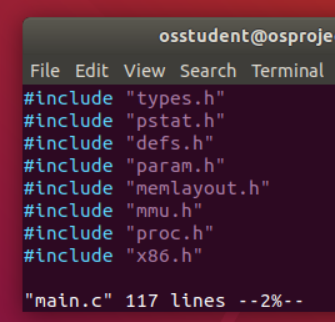 osstudent@osproje
File Edit View Search Terminal
#include "types.h"
#include "pstat.h"
#include "defs.h"
#include "param.h"
#include "memlayout.h"
#include "mmu.h"
#include "proc.h"
#include "x86.h"
"main.c" 117 lines --2%--